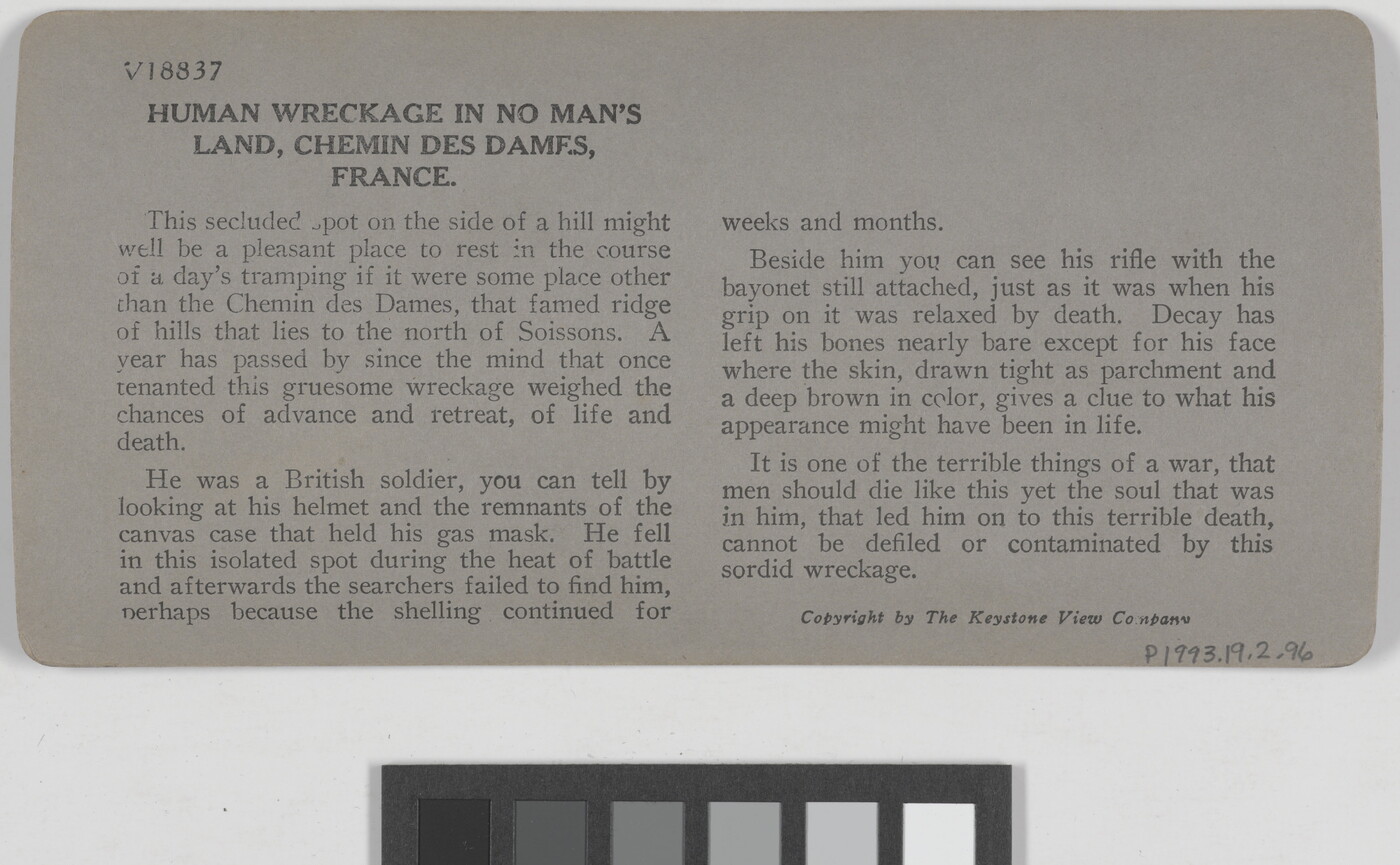 V18837
HUMAN WRECKAGE IN NO MAN'S
LAND, CHEMIN DES DAMES,
FRANCE.
This secluded spot on the side of a hill might
well be a pleasant place to rest in the course
of a day's tramping if it were some place other
than the Chemin des Dames, that famed ridge
of hills that lies to the north of Soissons. A
year has passed by since the mind that once
tenanted this gruesome wreckage weighed the
chances of advance and retreat, of life and
death.
He was a British soldier, you can tell by
looking at his helmet and the remnants of the
canvas case that held his gas mask. He fell
in this isolated spot during the heat of battle
and afterwards the searchers failed to find him,
perhaps because the shelling continued for
weeks and months.
Beside him you can see his rifle with the
bayonet still attached, just as it was when his
grip on it was relaxed by death. Decay has
left his bones nearly bare except for his face
where the skin, drawn tight as parchment and
a deep brown in color, gives a clue to what his
appearance might have been in life.
It is one of the terrible things of a war, that
men should die like this yet the soul that was
in him, that led him on to this terrible death,
cannot be defiled or contaminated by this
sordid wreckage.
Copyright by The Keystone View Company
P1993.19.2.96